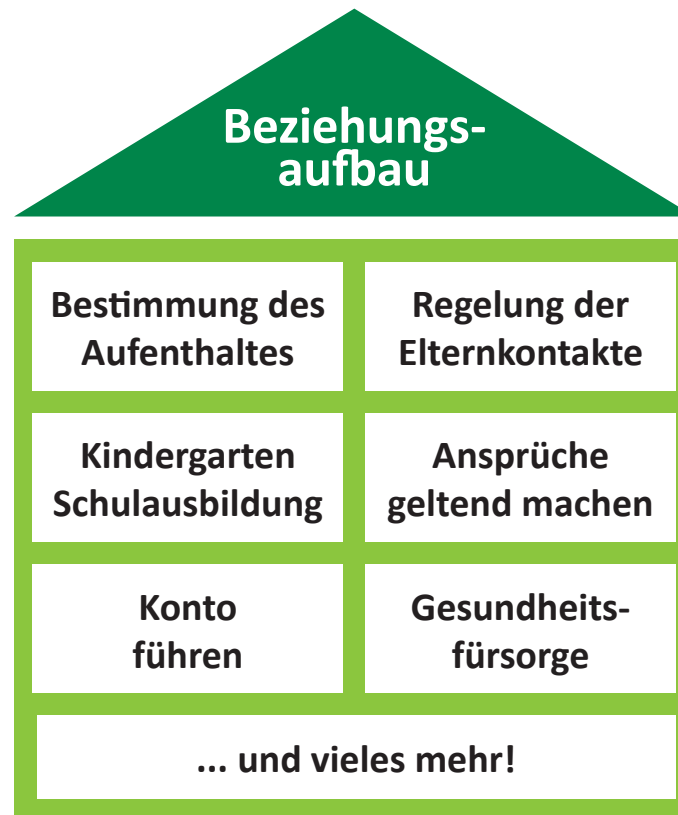 Beziehungs-
aufbau
Bestimmung des
Aufenthaltes
Regelung der
Elternkontakte
Kindergarten
Schulausbildung
Ansprüche
geltend machen
Konto
führen
Gesundheits-
fürsorge
... und vieles mehr!